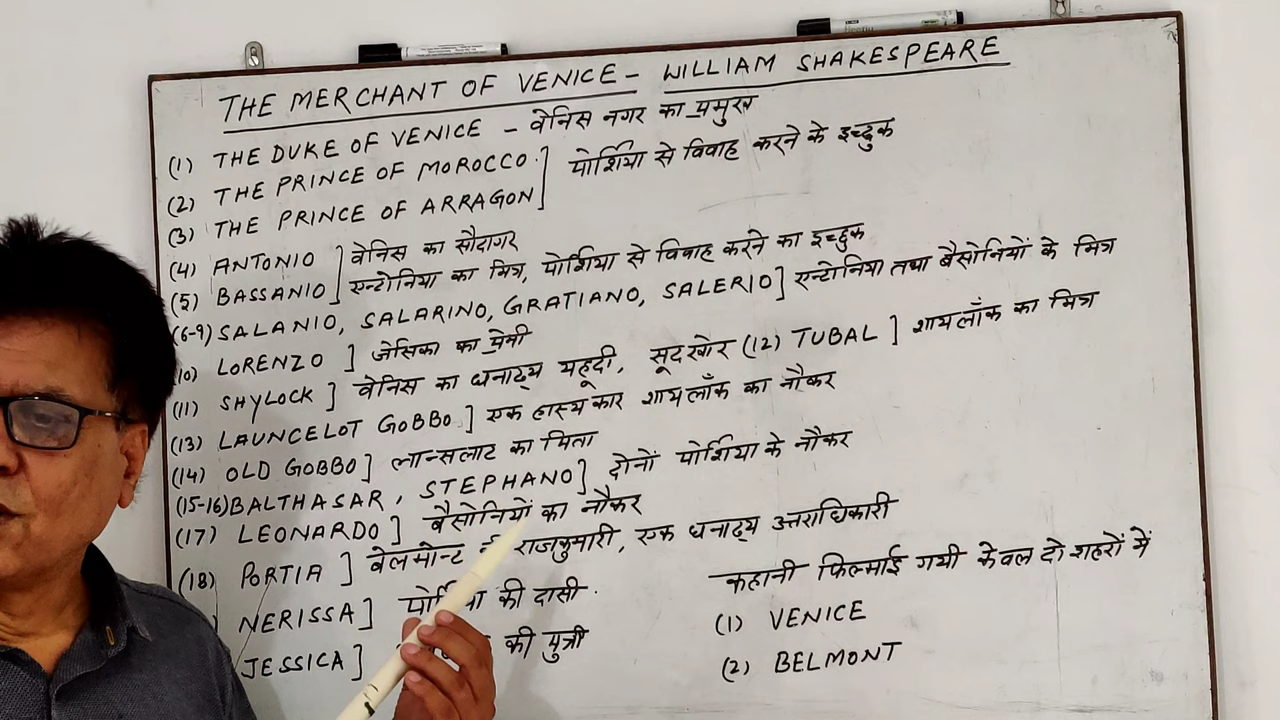 THE MERCHANT OF VENICE - WILLIAM SHAKESPEARE
(1) THE DUKE OF VENICE - वेनिस नगर का प्रमुख
(2) THE PRINCE OF MOROCCO ] पोर्शिया से विवाह करने के इच्छुक
(3) THE PRINCE OF ARRAGON ]
(4) ANTONIO ] वेनिस का सौदागर
(5) BASSANIO ] एन्टोनिया का मित्र, पोर्शिया से विवाह करने का इच्छुक
(6-9) SALANIO, SALARINO, GRATIANO, SALERIO ] एन्टोनिया तथा बैसोनियों के मित्र
(10) LORENZO ] जेसिका का प्रेमी
(11) SHYLOCK ] वेनिस का धनाढ्य यहूदी, सूदखोर (12) TUBAL ] शायलॉक का मित्र
(13) LAUNCELOT GOBBO ] एक हास्यकार शायलॉक का नौकर
(14) OLD GOBBO ] लान्सलाट का पिता
(15-16) BALTHASAR, STEPHANO ] दोनों पोर्शिया के नौकर
(17) LEONARDO ] बैसोनियों का नौकर
(18) PORTIA ] वेलमोन्ट राजकुमारी, एक धनाढ्य उत्तराधिकारी
NERISSA ] पोर्शिया की दासी
JESSICA ] की पुत्री
कहानी फिल्माई गयी केवल दो शहरों में
(1) VENICE
(2) BELMONT